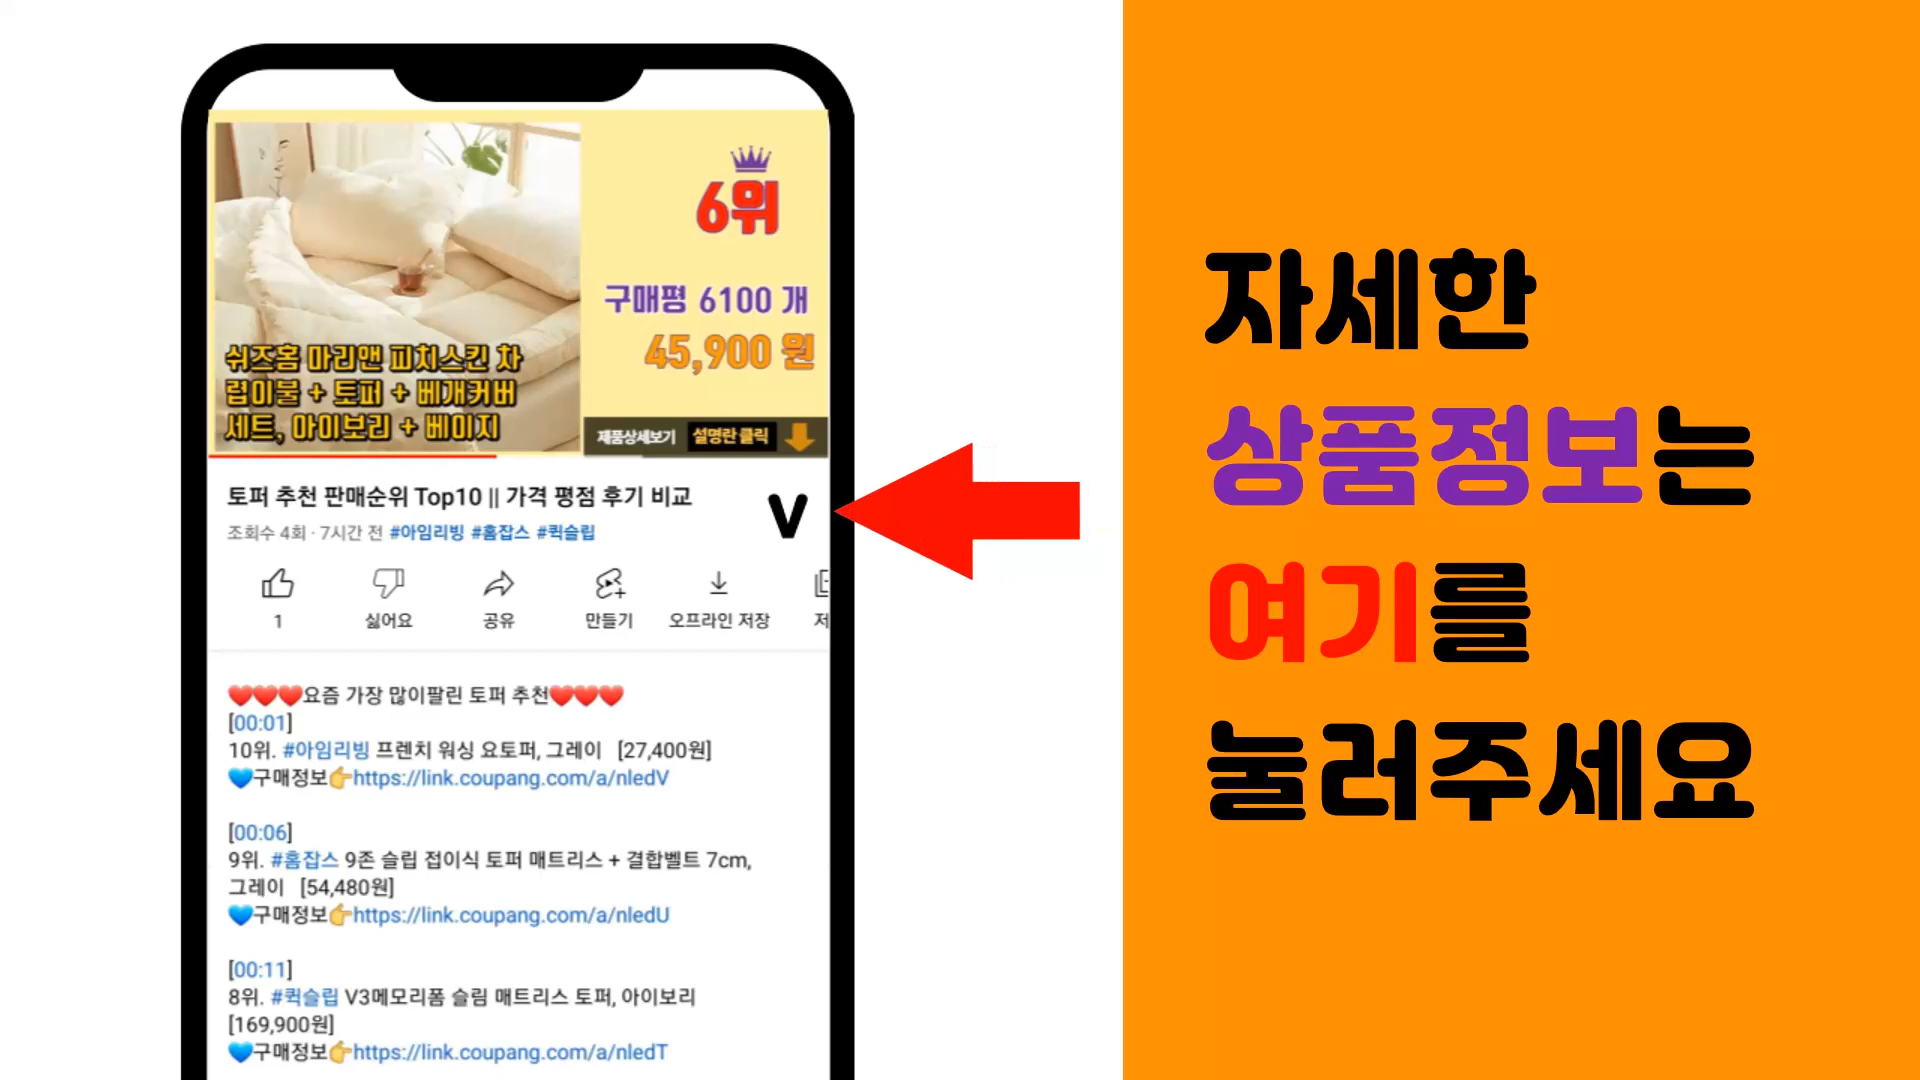 6위
구매평 6100 개
45,900 원
쉬즈홈 마리앤 피치스킨 차
렵이불 + 토퍼 + 베개커버
세트, 아이보리 + 베이지
제품상세보기 설명란 클릭
토퍼 추천 판매순위 Top10 || 가격 평점 후기 비교
V
조회수 4회 · 7시간 전 #아임리빙 #홈잡스 #퀵슬립
1 싫어요 공유 만들기 오프라인 저장 저
❤️❤️❤️요즘 가장 많이팔린 토퍼 추천❤️❤️❤️
[00:01]
10위. #아임리빙 프렌치 워싱 요토퍼, 그레이 [27,400원]
💙구매정보👉https://link.coupang.com/a/nledV
[00:06]
9위. #홈잡스 9존 슬립 접이식 토퍼 매트리스 + 결합벨트 7cm,
그레이 [54,480원]
💙구매정보👉https://link.coupang.com/a/nledU
[00:11]
8위. #퀵슬립 V3메모리폼 슬림 매트리스 토퍼, 아이보리
[169,900원]
💙구매정보👉https://link.coupang.com/a/nledT
자세한
상품정보는
여기를
눌러주세요